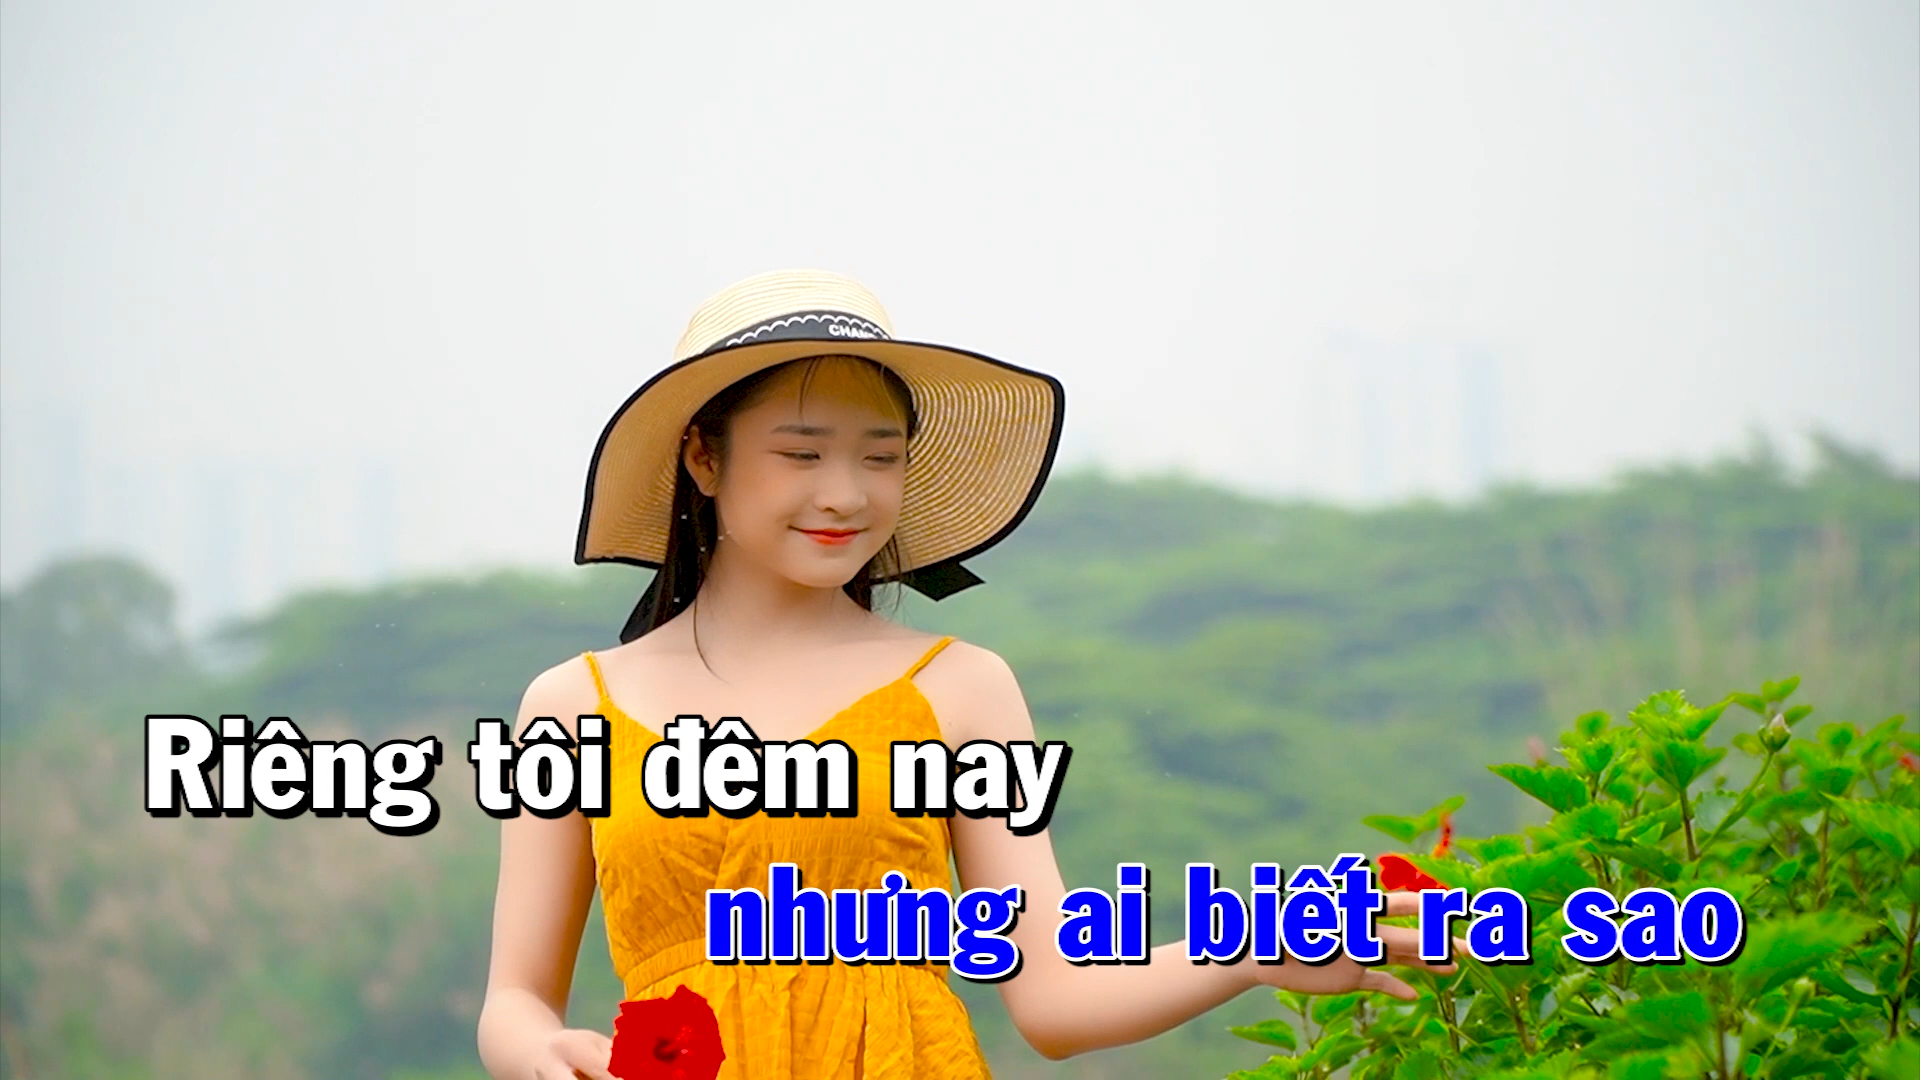 Riêng tôi đêm nay
nhưng ai biết ra sao